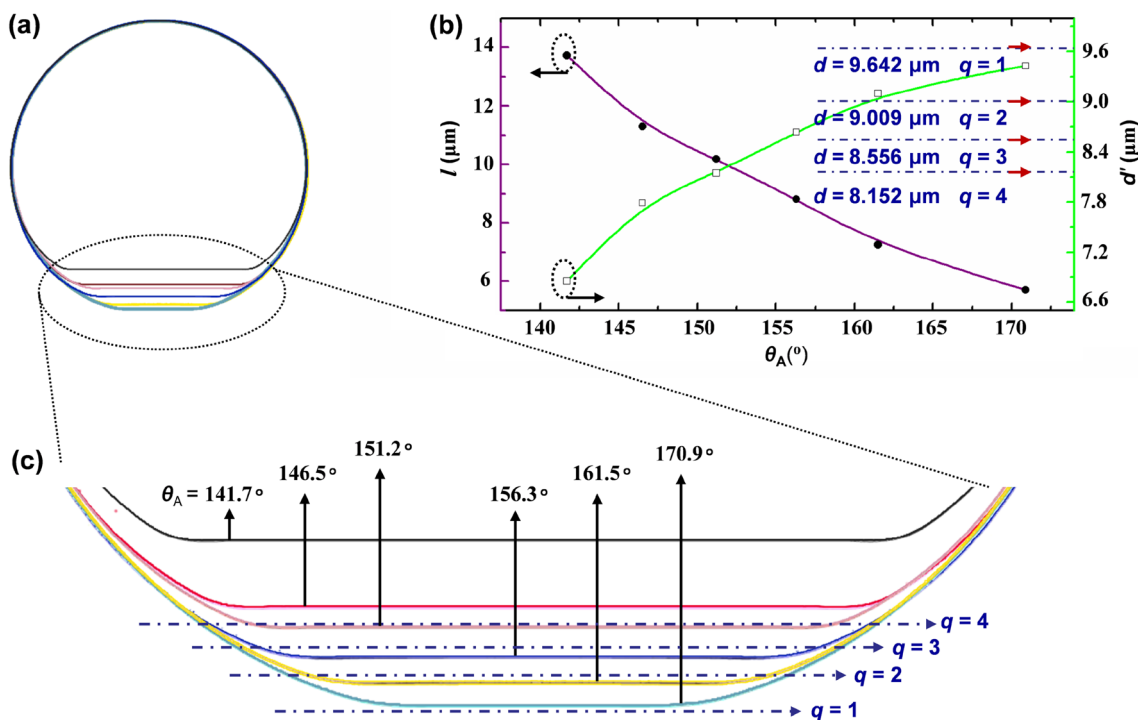 (a)
(b)
14
12
10
8
6
l (µm)
140
145
150
155
160
165
170
θA(º)
9.6
9.0
8.4
7.8
7.2
6.6
d' (µm)
d = 9.642 µm q = 1
d = 9.009 µm q = 2
d = 8.556 µm q = 3
d = 8.152 µm q = 4
(c)
θA = 141.7°
146.5°
151.2°
156.3°
161.5°
170.9°
q = 4
q = 3
q = 2
q = 1